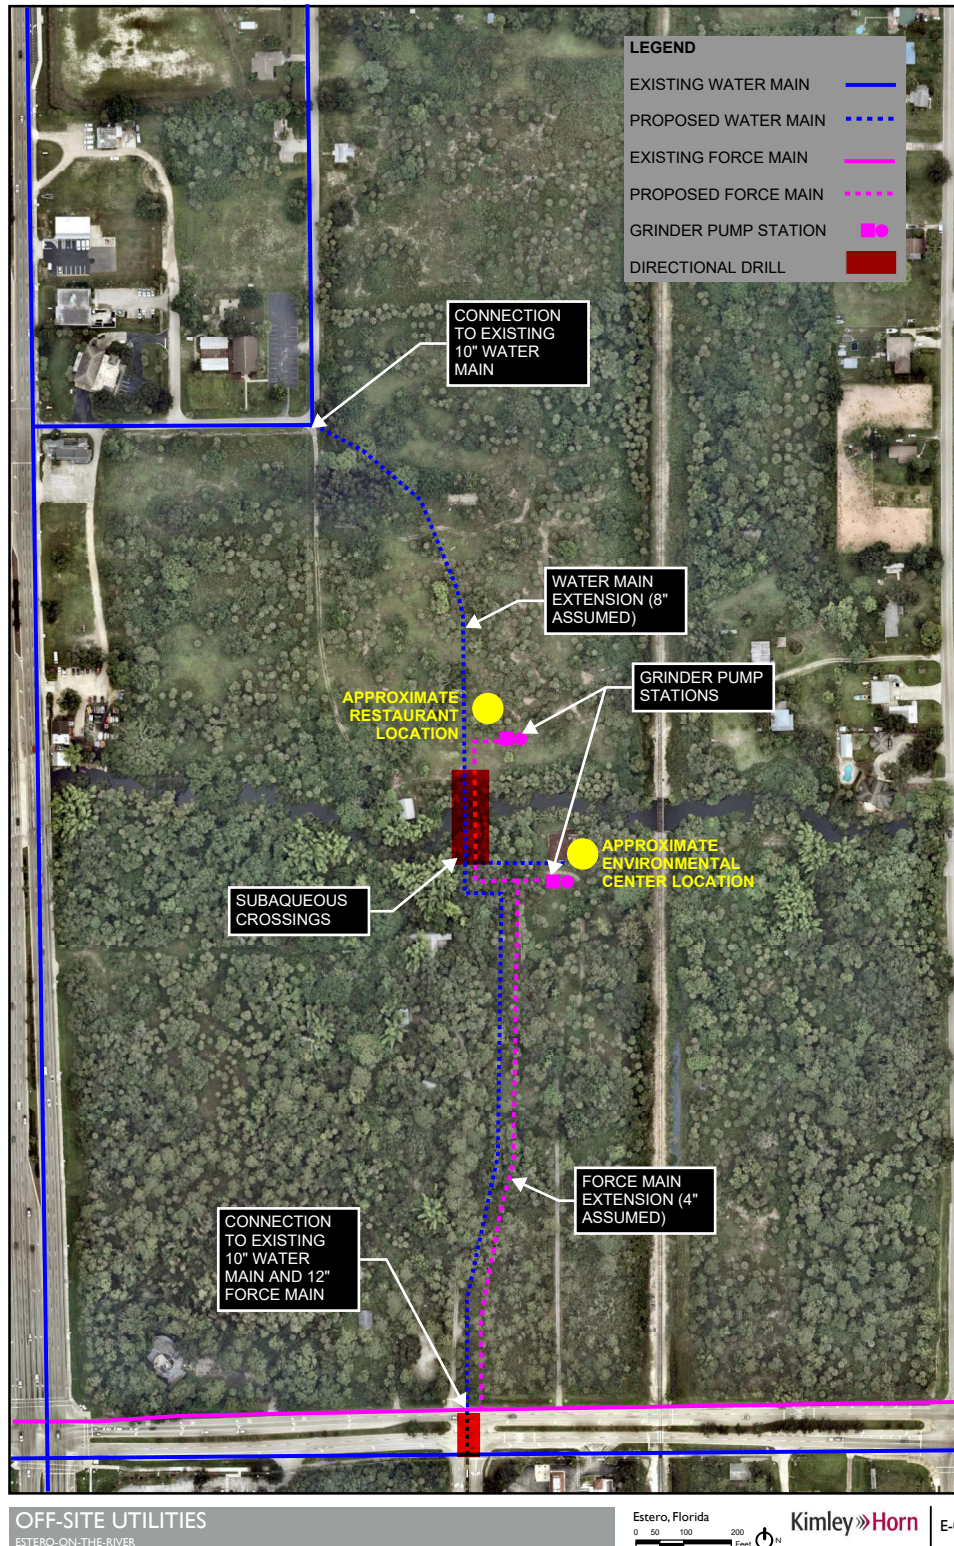 LEGEND
EXISTING WATER MAIN
PROPOSED WATER MAIN
EXISTING FORCE MAIN
PROPOSED FORCE MAIN
GRINDER PUMP STATION
DIRECTIONAL DRILL
CONNECTION
TO EXISTING
10" WATER
MAIN
WATER MAIN
EXTENSION (8"
ASSUMED)
GRINDER PUMP
STATIONS
APPROXIMATE
RESTAURANT
LOCATION
APPROXIMATE
ENVIRONMENTAL
CENTER LOCATION
SUBAQUEOUS
CROSSINGS
FORCE MAIN
EXTENSION (4"
ASSUMED)
CONNECTION
TO EXISTING
10" WATER
MAIN AND 12"
FORCE MAIN
OFF-SITE UTILITIES
ESTERO-ON-THE-RIVER
Estero, Florida
0 50 100 200
Feet N
Kimley»Horn